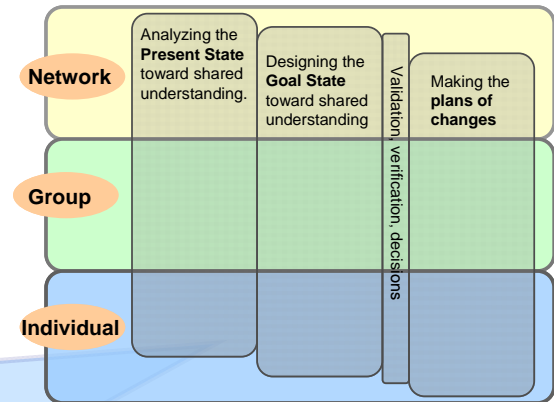 Network
Analyzing the
Present State
toward shared
understanding.
Designing the
Goal State
toward shared
understanding
Validation, verification, decisions
Making the
plans of
changes
Group
Individual